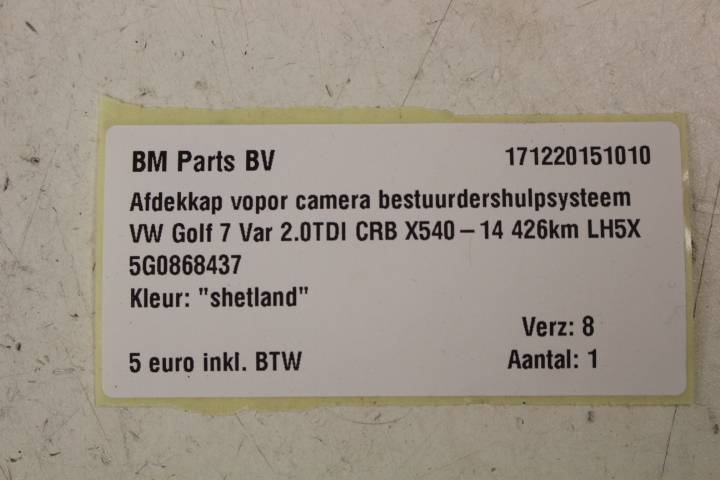 BM Parts BV 171220151010
Afdekkap vopor camera bestuurdershulpsysteem
VW Golf 7 Var 2.0TDI CRB X540 – 14 426km LH5X
5G0868437
Kleur: "shetland"
Verz: 8
5 euro inkl. BTW Aantal: 1